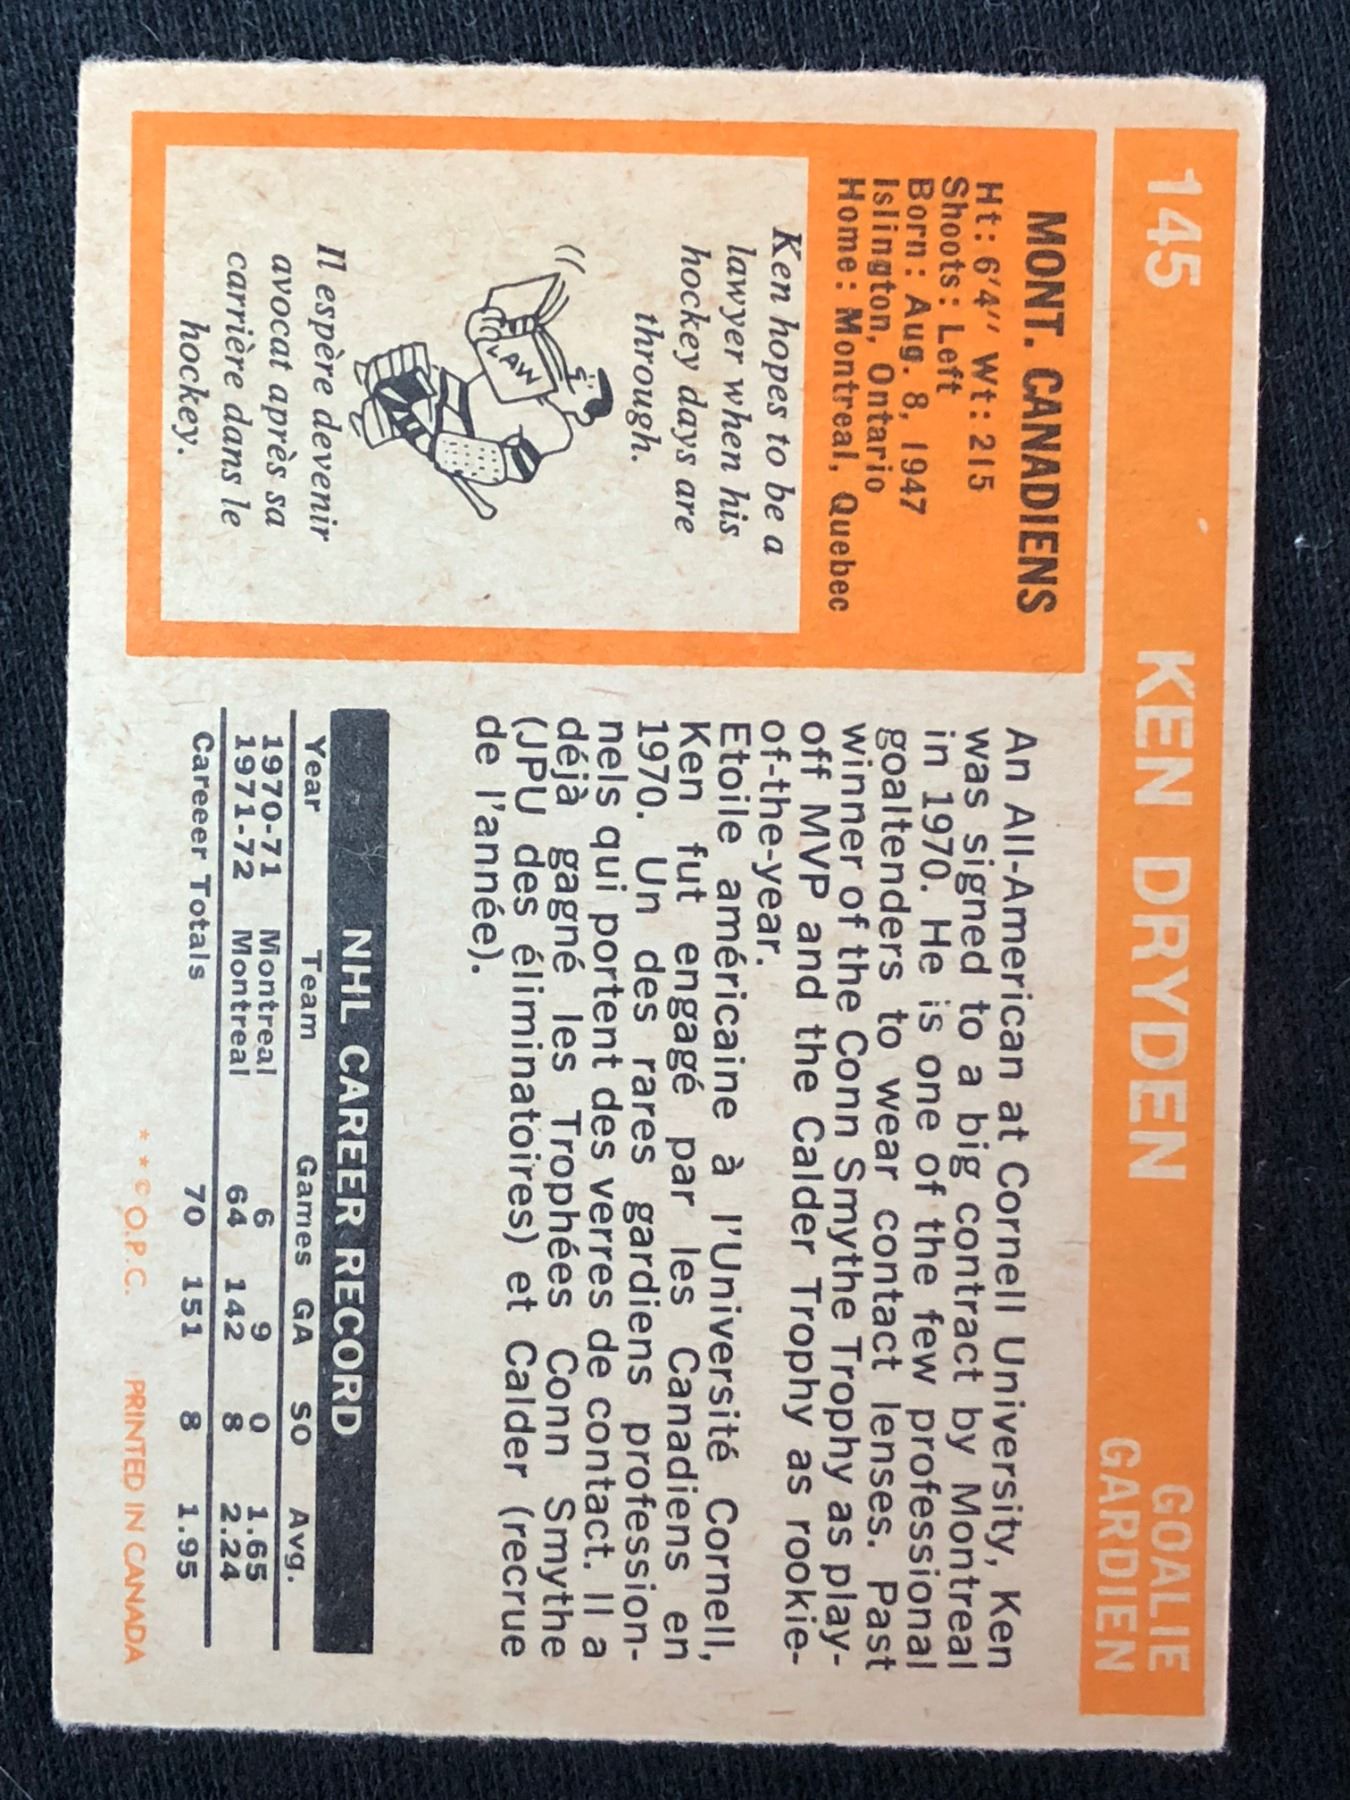 145 KEN DRYDEN GOALIE
GARDIEN
MONT. CANADIENS
Ht: 6'4" Wt: 215
Shoots: Left
Born: Aug. 8, 1947
Islington, Ontario
Home: Montreal, Quebec
Ken hopes to be a
lawyer when his
hockey days are
through.
LAW
Il espère devenir
avocat après sa
carrière dans le
hockey.
An All-American at Cornell University, Ken
was signed to a big contract by Montreal
in 1970. He is one of the few professional
goaltenders to wear contact lenses. Past
winner of the Conn Smythe Trophy as play-
off MVP and the Calder Trophy as rookie-
of-the-year.
Etoile américaine à l'Université Cornell,
Ken fut engagé par les Canadiens en
1970. Un des rares gardiens profession-
nels qui portent des verres de contact. Il a
déjà gagné les Trophées Conn Smythe
(JPU des éliminatoires) et Calder (recrue
de l'année).
NHL CAREER RECORD
Year Team Games GA SO Avg.
1970-71 Montreal 6 9 0 1.65
1971-72 Montreal 64 142 8 2.24
Career Totals 70 151 8 1.95
* * © O.P.C. PRINTED IN CANADA